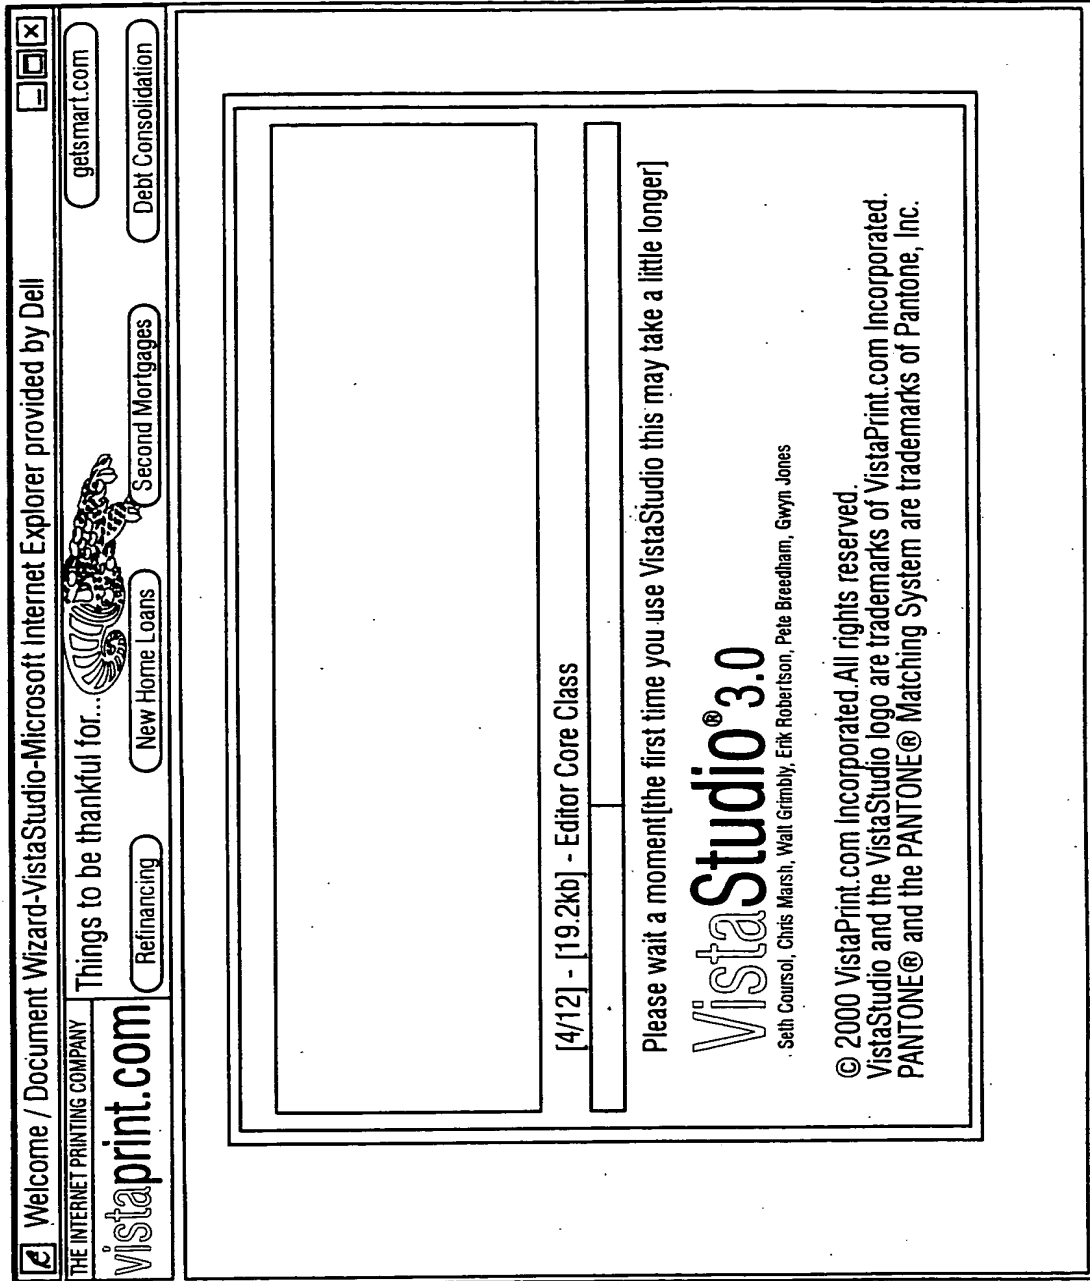 Welcome / Document Wizard-VistaStudio-Microsoft Internet Explorer provided by Dell
THE INTERNET PRINTING COMPANY
vistaprint.com
Things to be thankful for...
getsmart.com
Refinancing
New Home Loans
Second Mortgages
Debt Consolidation
[4/12] - [19.2kb] - Editor Core Class
Please wait a moment[the first time you use VistaStudio this may take a little longer]
VistaStudio® 3.0
Seth Coursol, Chris Marsh, Walt Grimbly, Erik Robertson, Pete Breedham, Gwyn Jones
© 2000 VistaPrint.com Incorporated.All rights reserved.
VistaStudio and the VistaStudio logo are trademarks of VistaPrint.com Incorporated.
PANTONE® and the PANTONE® Matching System are trademarks of Pantone, Inc.